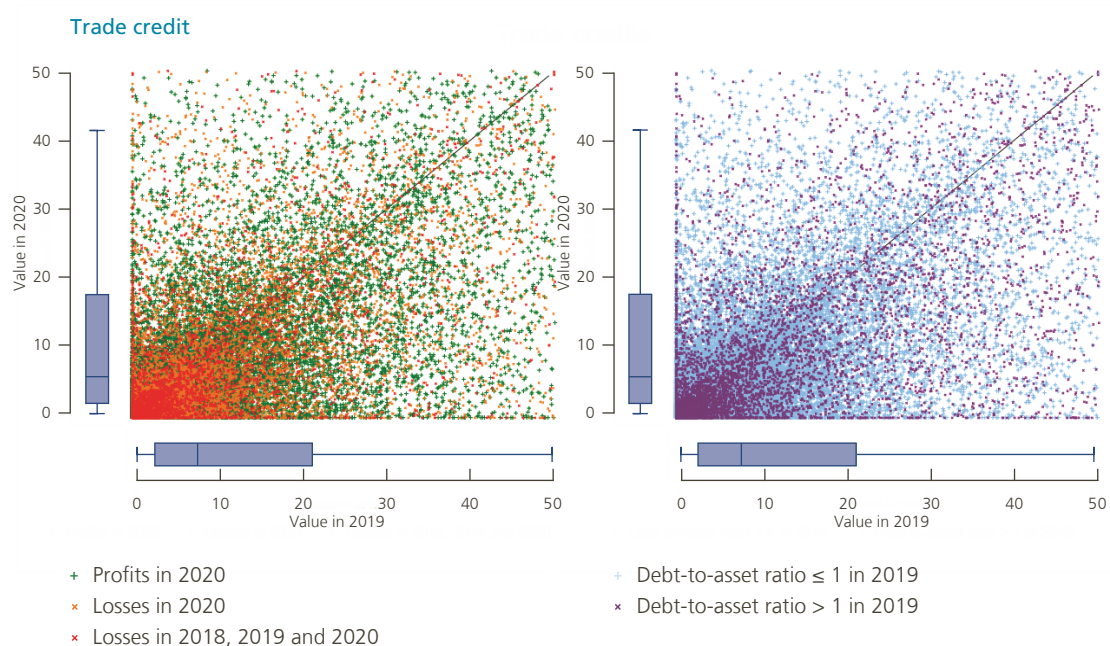 Trade credit
50
40
30
20
10
0
Value in 2020
0 10 20 30 40 50
Value in 2019
50
40
30
20
10
0
Value in 2020
0 10 20 30 40 50
Value in 2019
+ Profits in 2020
× Losses in 2020
× Losses in 2018, 2019 and 2020
+ Debt-to-asset ratio ≤ 1 in 2019
× Debt-to-asset ratio > 1 in 2019